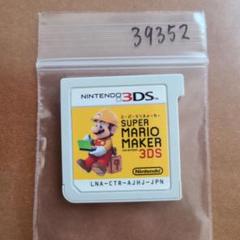 39352
NINTENDO 3DS
スーパーマリオメーカー
SUPER
MARIO
MAKER
3DS
Nintendo
LNA-CTR-AJHJ-JPN